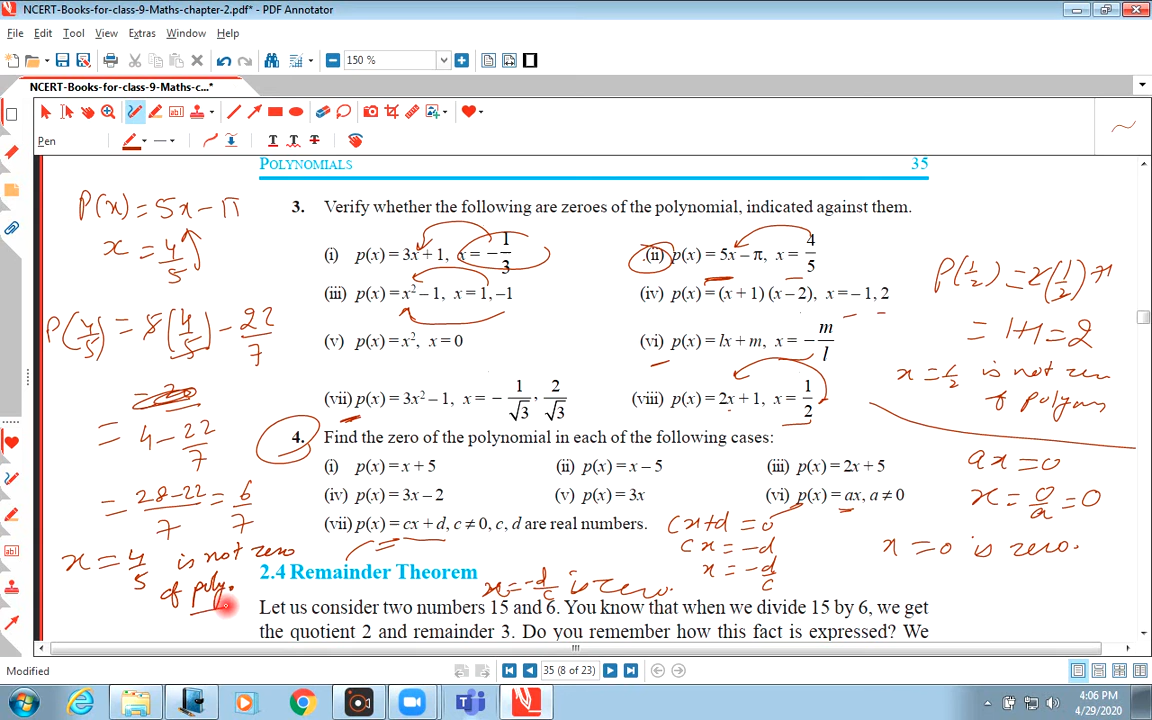 NCERT-Books-for-class-9-Maths-chapter-2.pdf* - PDF Annotator
File Edit Tool View Extras Window Help
150 %
NCERT-Books-for-class-9-Maths-c...*
Pen
POLYNOMIALS 35
3. Verify whether the following are zeroes of the polynomial, indicated against them.
(i) p(x) = 3x + 1, x = –1/3 (ii) p(x) = 5x – π, x = 4/5
(iii) p(x) = x² – 1, x = 1, –1 (iv) p(x) = (x + 1) (x – 2), x = – 1, 2
(v) p(x) = x², x = 0 (vi) p(x) = lx + m, x = – m/l
(vii) p(x) = 3x² – 1, x = – 1/√3, 2/√3 (viii) p(x) = 2x + 1, x = 1/2
4. Find the zero of the polynomial in each of the following cases:
(i) p(x) = x + 5 (ii) p(x) = x – 5 (iii) p(x) = 2x + 5
(iv) p(x) = 3x – 2 (v) p(x) = 3x (vi) p(x) = ax, a ≠ 0
(vii) p(x) = cx + d, c ≠ 0, c, d are real numbers.
2.4 Remainder Theorem
Let us consider two numbers 15 and 6. You know that when we divide 15 by 6, we get
the quotient 2 and remainder 3. Do you remember how this fact is expressed? We
P(x) = 5x – π
x = 4/5
P(4/5) = 5(4/5) – 22/7
= 4 – 22/7
= 28–22/7 = 6/7
x = 4/5 is not zero
of poly.
P(1/2) = 2(1/2)+1
= 1+1 = 2
x = 1/2 is not zero
of polynom
ax = 0
x = 0/a = 0
x = 0 is zero.
cx+d = 0
cx = –d
x = –d/c
x = –d/c is zero.
Modified
35 (8 of 23)
4:06 PM
4/29/2020